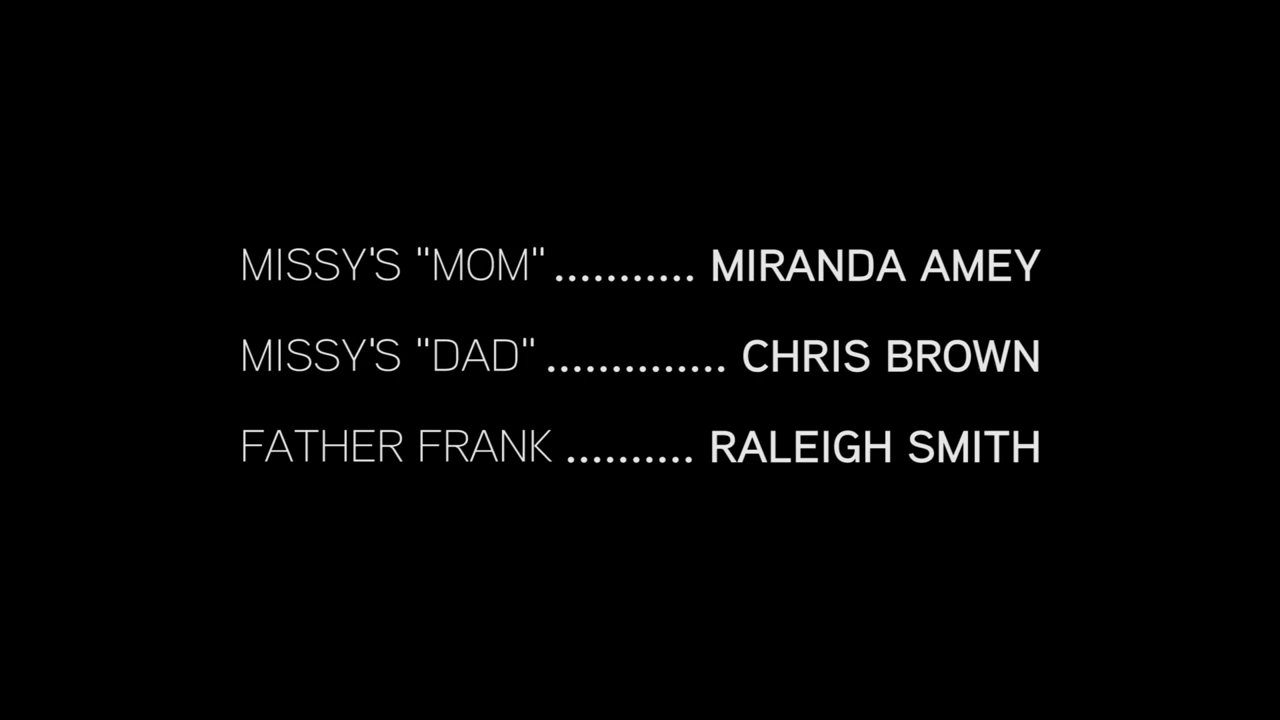 MISSY'S "MOM" ........... MIRANDA AMEY
MISSY'S "DAD" .............. CHRIS BROWN
FATHER FRANK .......... RALEIGH SMITH